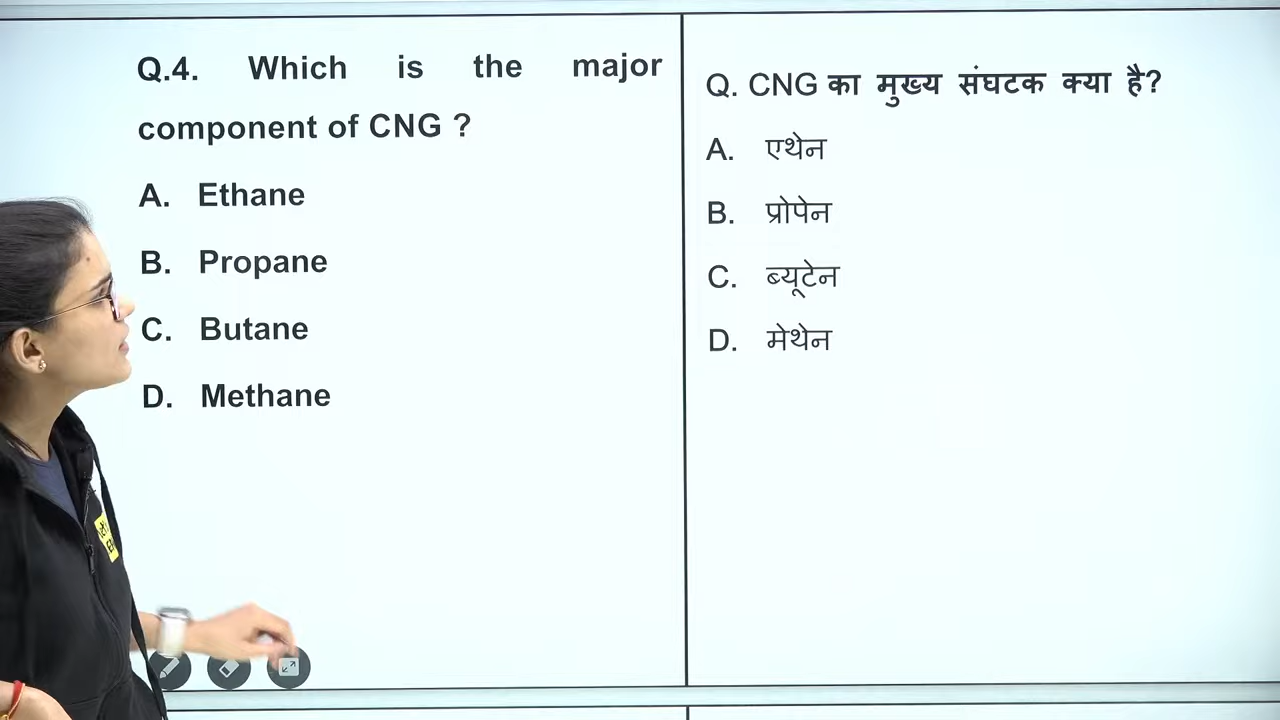 Q.4. Which is the major
component of CNG ?
A. Ethane
B. Propane
C. Butane
D. Methane
Q. CNG का मुख्य संघटक क्या है?
A. एथेन
B. प्रोपेन
C. ब्यूटेन
D. मेथेन